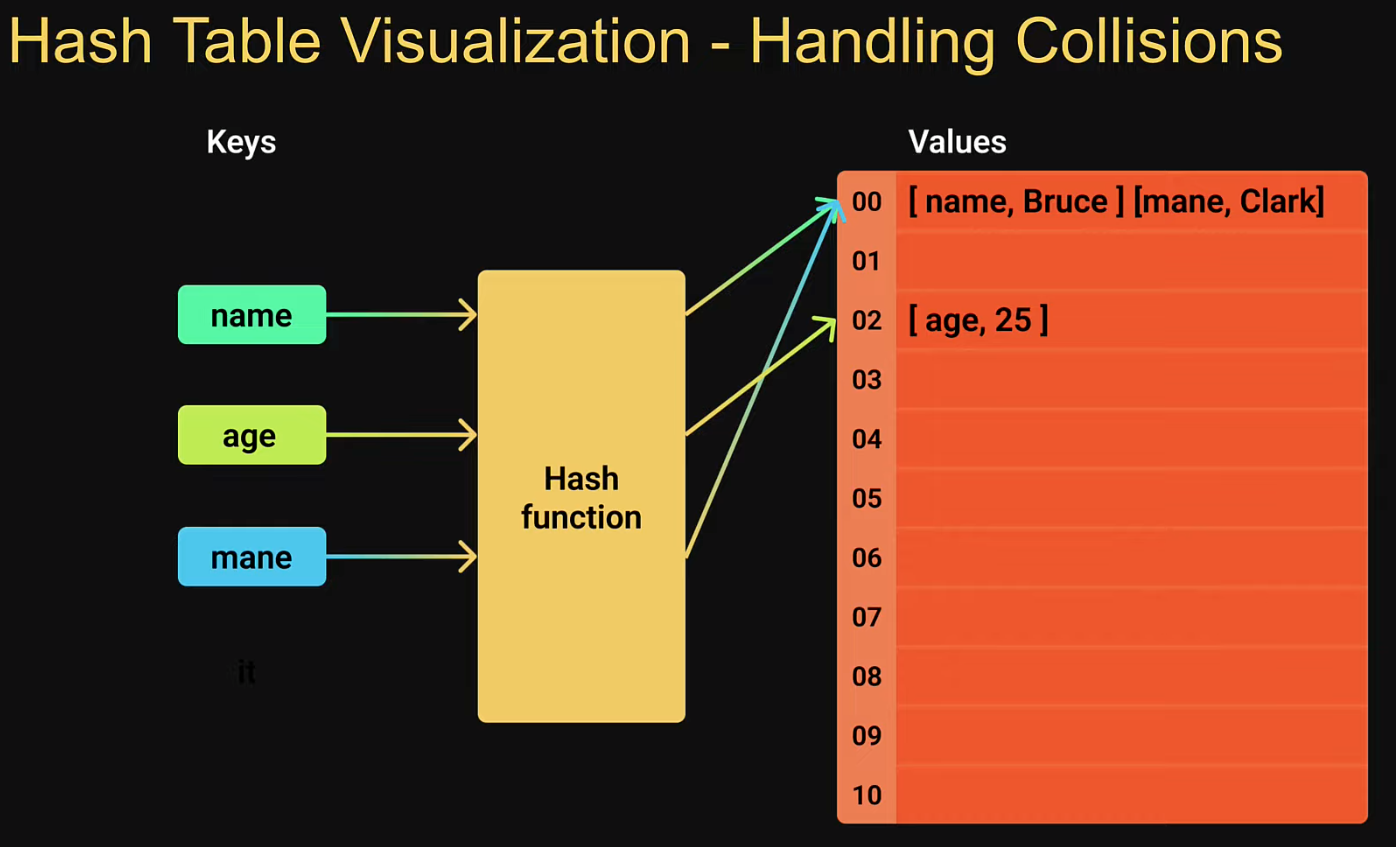 Hash Table Visualization - Handling Collisions
Keys
Values
name
age
mane
it
Hash
function
00 [ name, Bruce ] [mane, Clark]
01
02 [ age, 25 ]
03
04
05
06
07
08
09
10